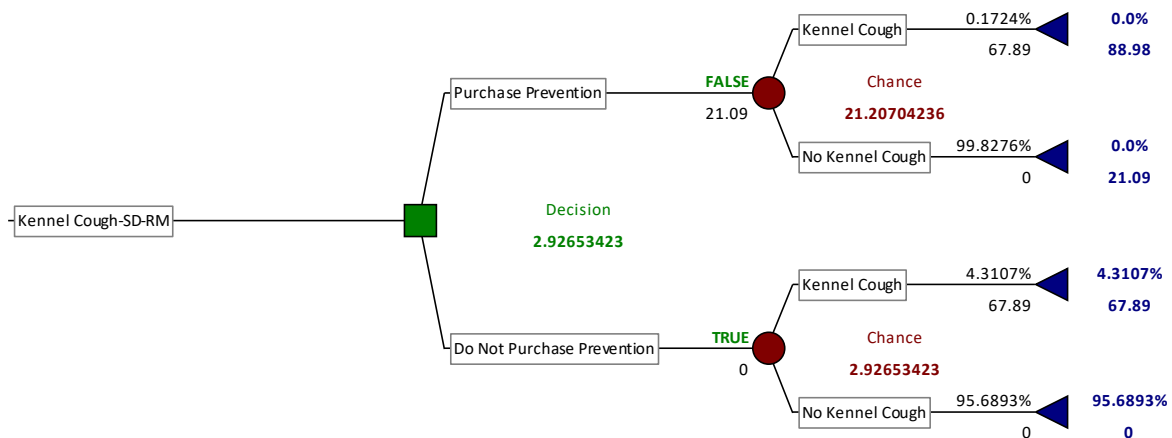 Kennel Cough
0.1724%
0.0%
67.89
88.98
Purchase Prevention
FALSE
21.09
Chance
21.20704236
No Kennel Cough
99.8276%
0.0%
0
21.09
Kennel Cough-SD-RM
Decision
2.92653423
Kennel Cough
4.3107%
4.3107%
67.89
67.89
Do Not Purchase Prevention
TRUE
0
Chance
2.92653423
No Kennel Cough
95.6893%
95.6893%
0
0